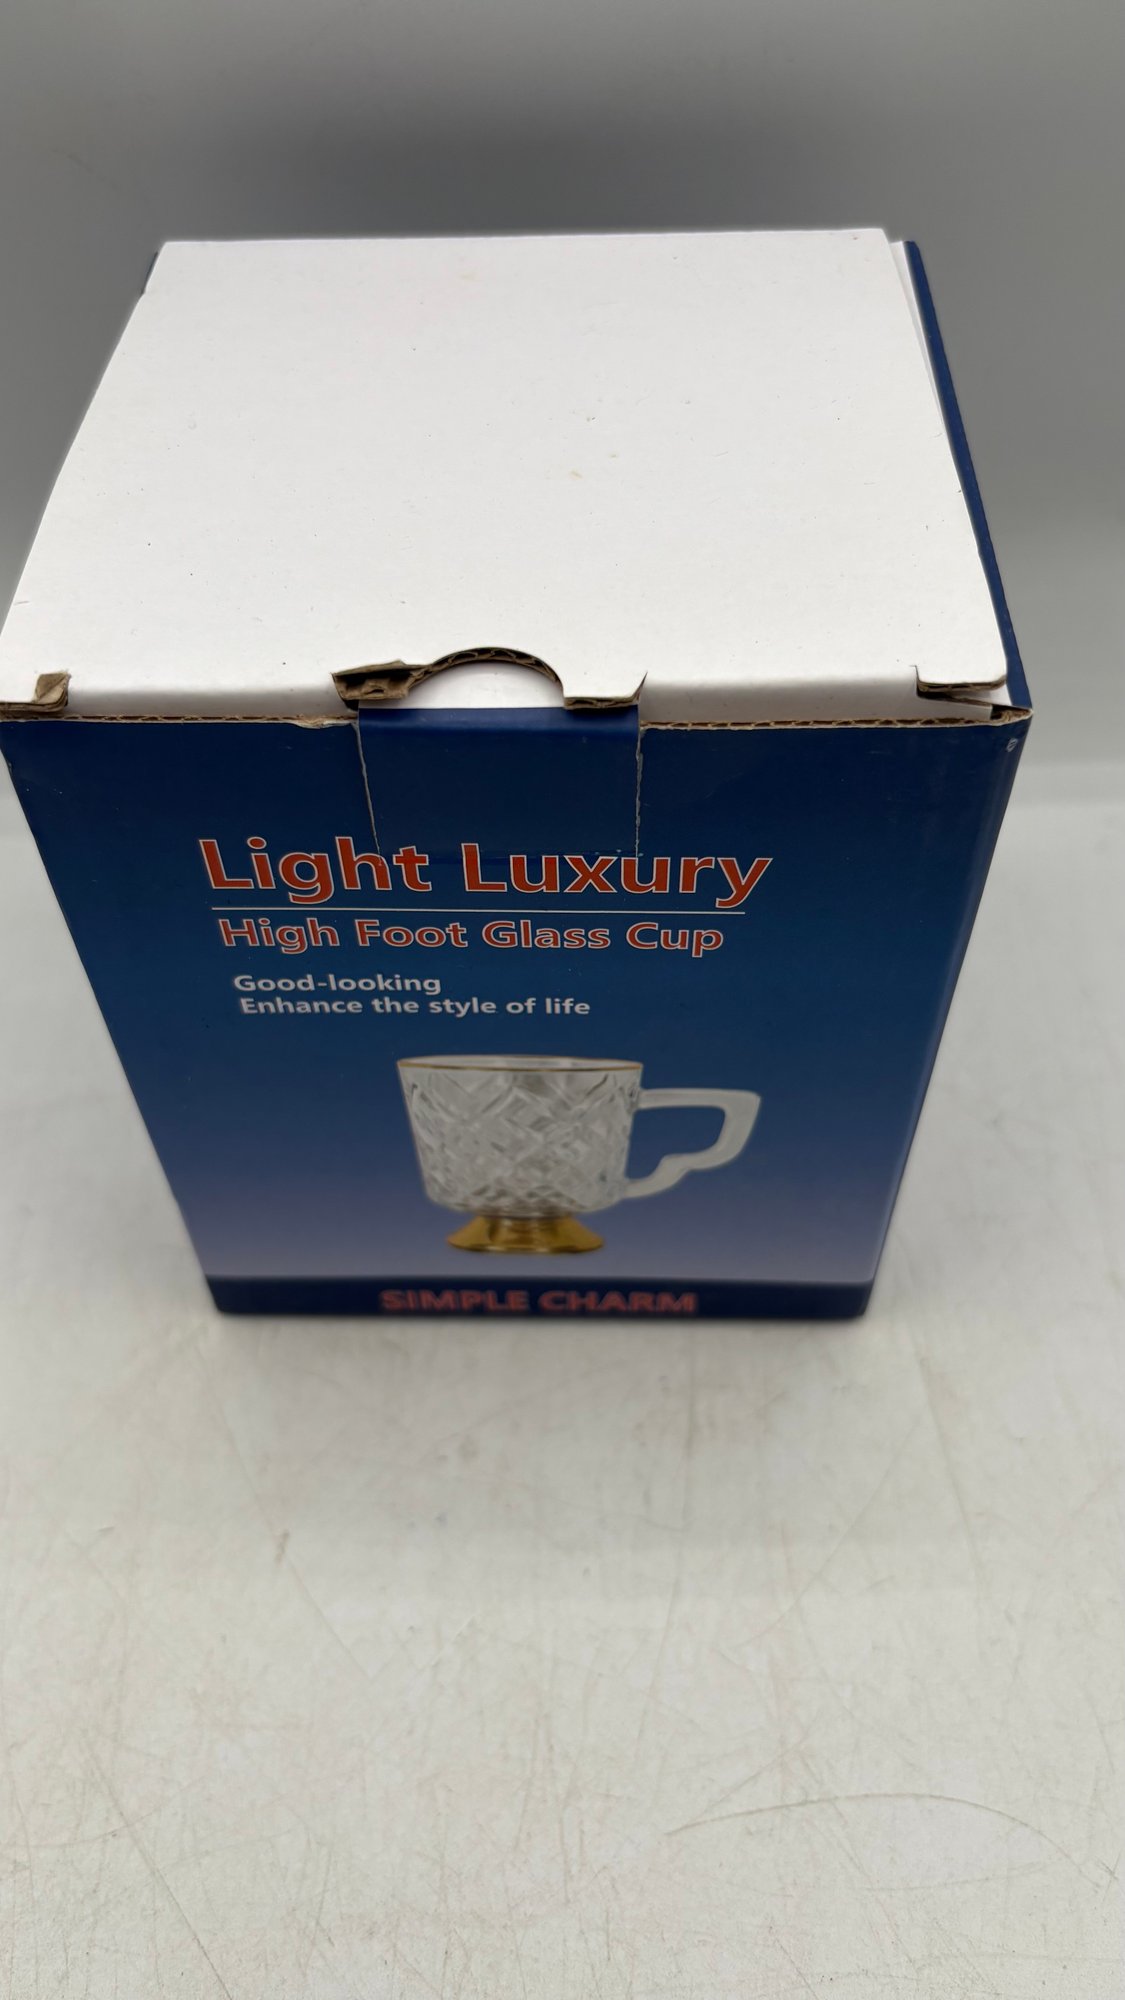 Light Luxury
High Foot Glass Cup
Good-looking
Enhance the style of life
SIMPLE CHARM